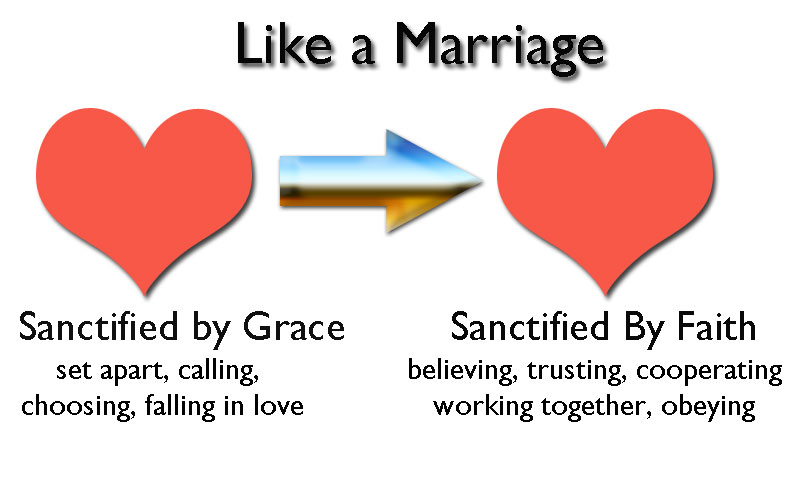 Like a Marriage
Sanctified by Grace
set apart, calling,
choosing, falling in love
Sanctified By Faith
believing, trusting, cooperating
working together, obeying